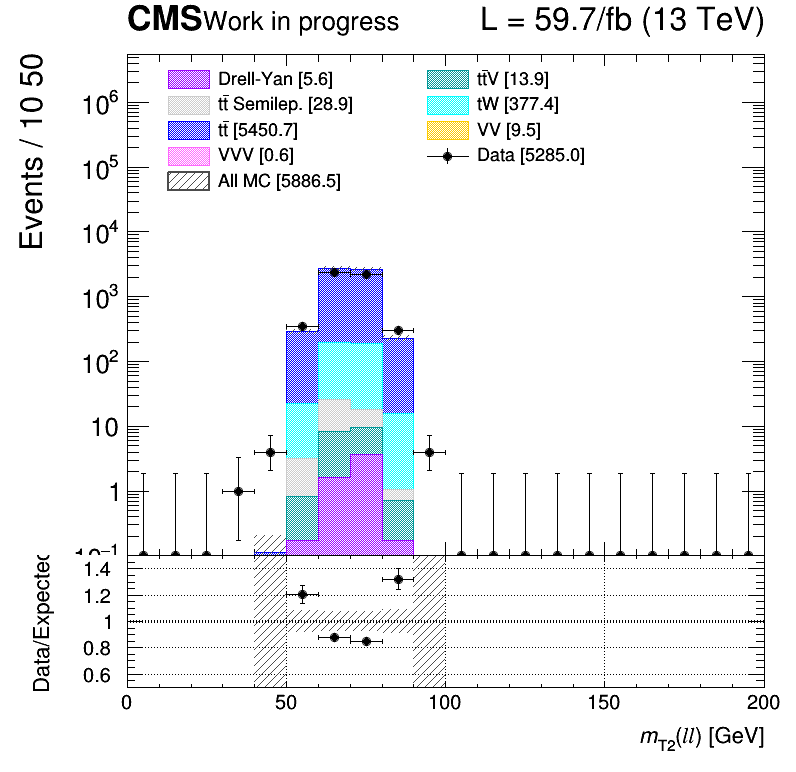 CMS Work in progress L = 59.7/fb (13 TeV)
Events / 10 50
Drell-Yan [5.6]
tt̄V [13.9]
tt̄ Semilep. [28.9]
tW [377.4]
tt̄ [5450.7]
VV [9.5]
VVV [0.6]
Data [5285.0]
All MC [5886.5]
10⁶
10⁵
10⁴
10³
10²
10
1
10⁻¹
Data/Expected
1.4
1.2
1
0.8
0.6
0 50 100 150 200
m_T2(ll) [GeV]